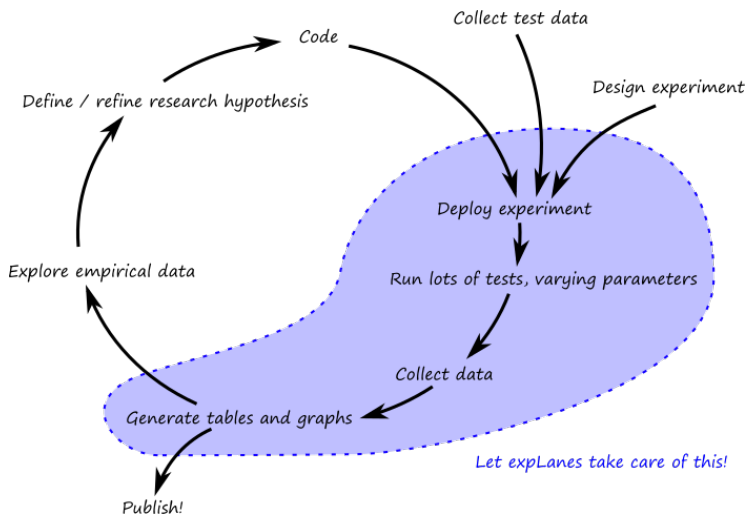 Collect test data
Code
Design experiment
Define / refine research hypothesis
Deploy experiment
Explore empirical data
Run lots of tests, varying parameters
Collect data
Generate tables and graphs
Let expLanes take care of this!
Publish!